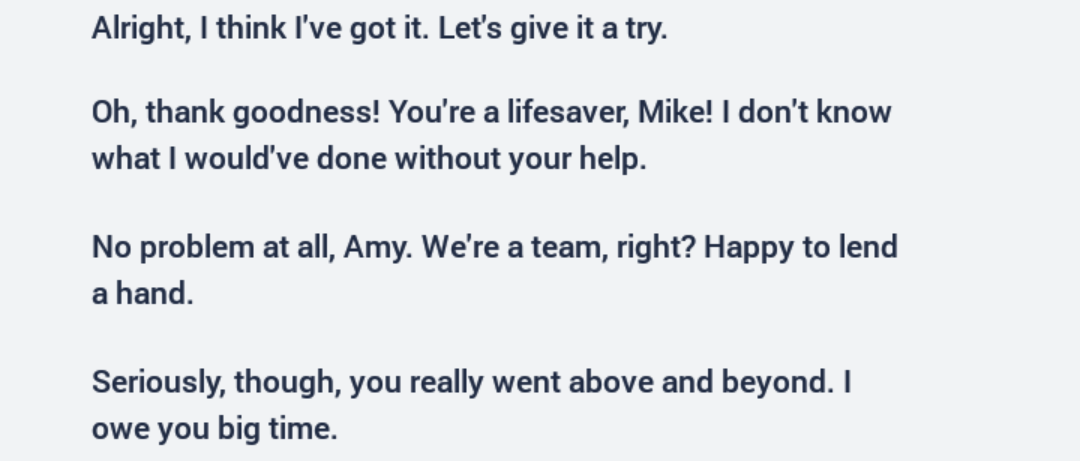 Alright, I think I've got it. Let's give it a try.
Oh, thank goodness! You're a lifesaver, Mike! I don't know
what I would've done without your help.
No problem at all, Amy. We're a team, right? Happy to lend
a hand.
Seriously, though, you really went above and beyond. I
owe you big time.